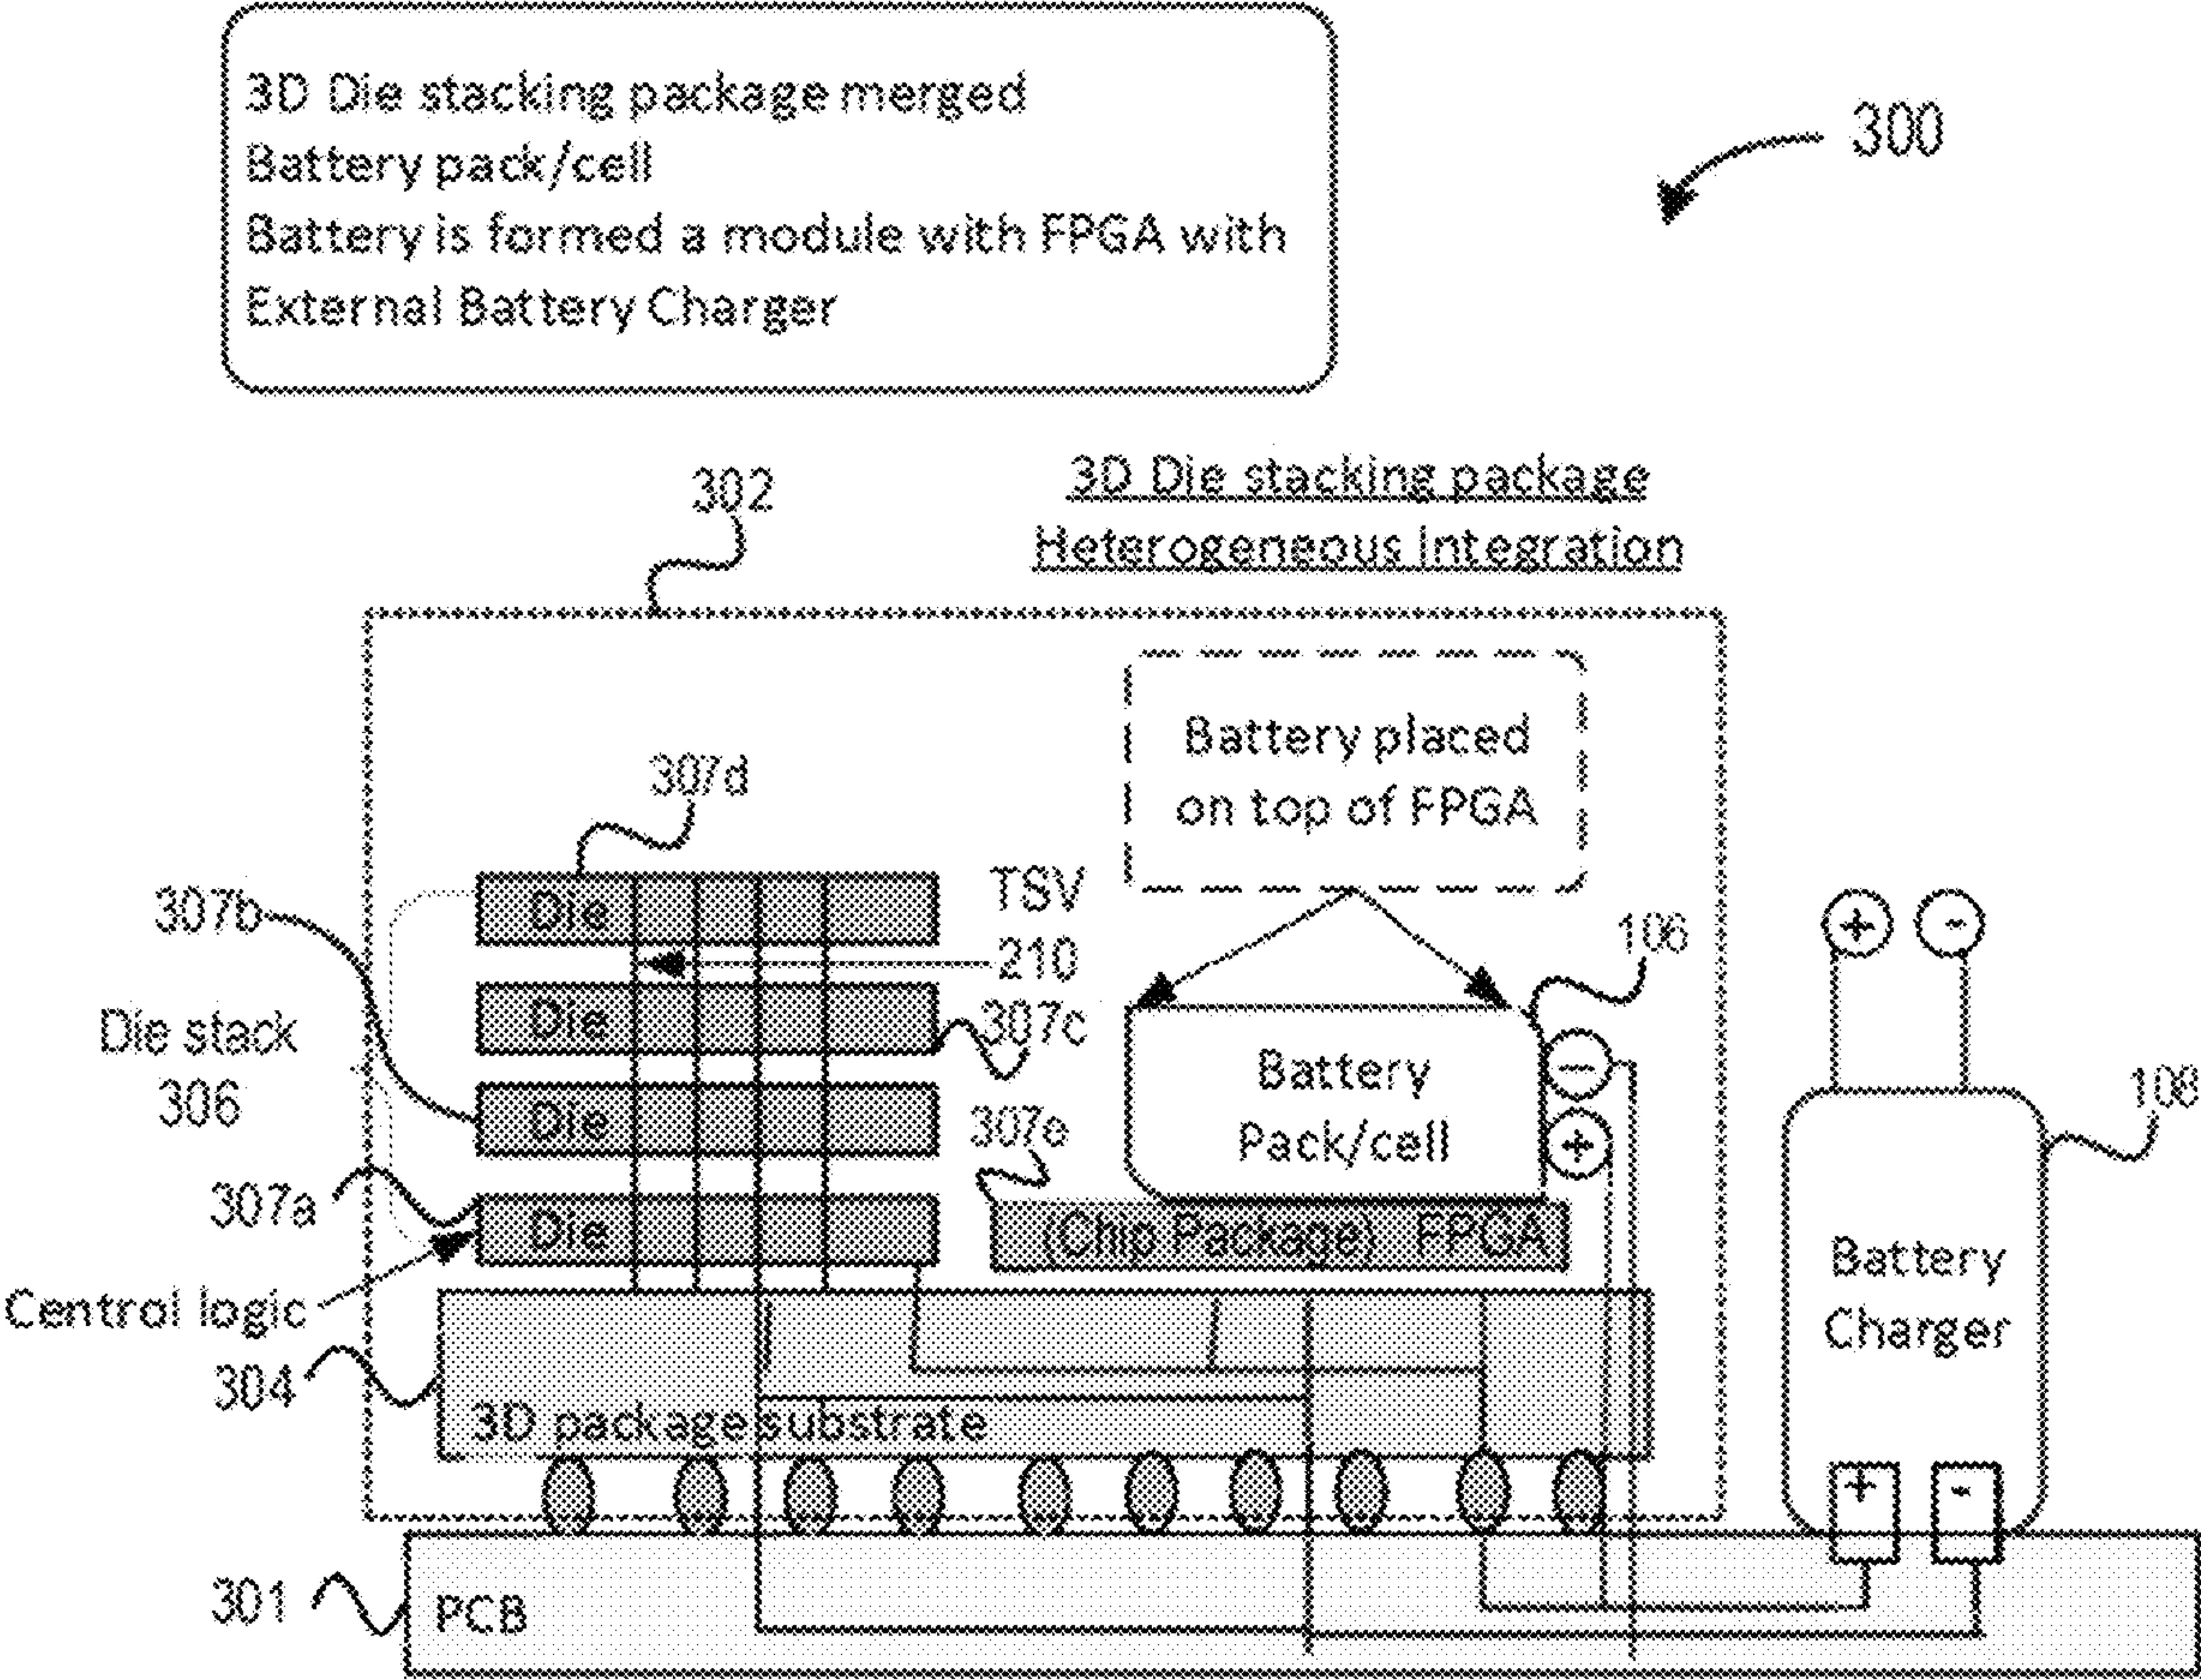 3D Die stacking package merged
Battery pack/cell
Battery is formed a module with FPGA with
External Battery Charger
300
302
3D Die stacking package
Heterogeneous Integration
Battery placed
on top of FPGA
307d
307b
Die
TSV
210
106
+ -
Die stack
306
Die
307c
Battery
Pack/cell
−
+
108
Die
307e
307a
Die
(Chip Package) FPGA
Battery
Charger
Control logic
304
3D package substrate
+ -
301
PCB